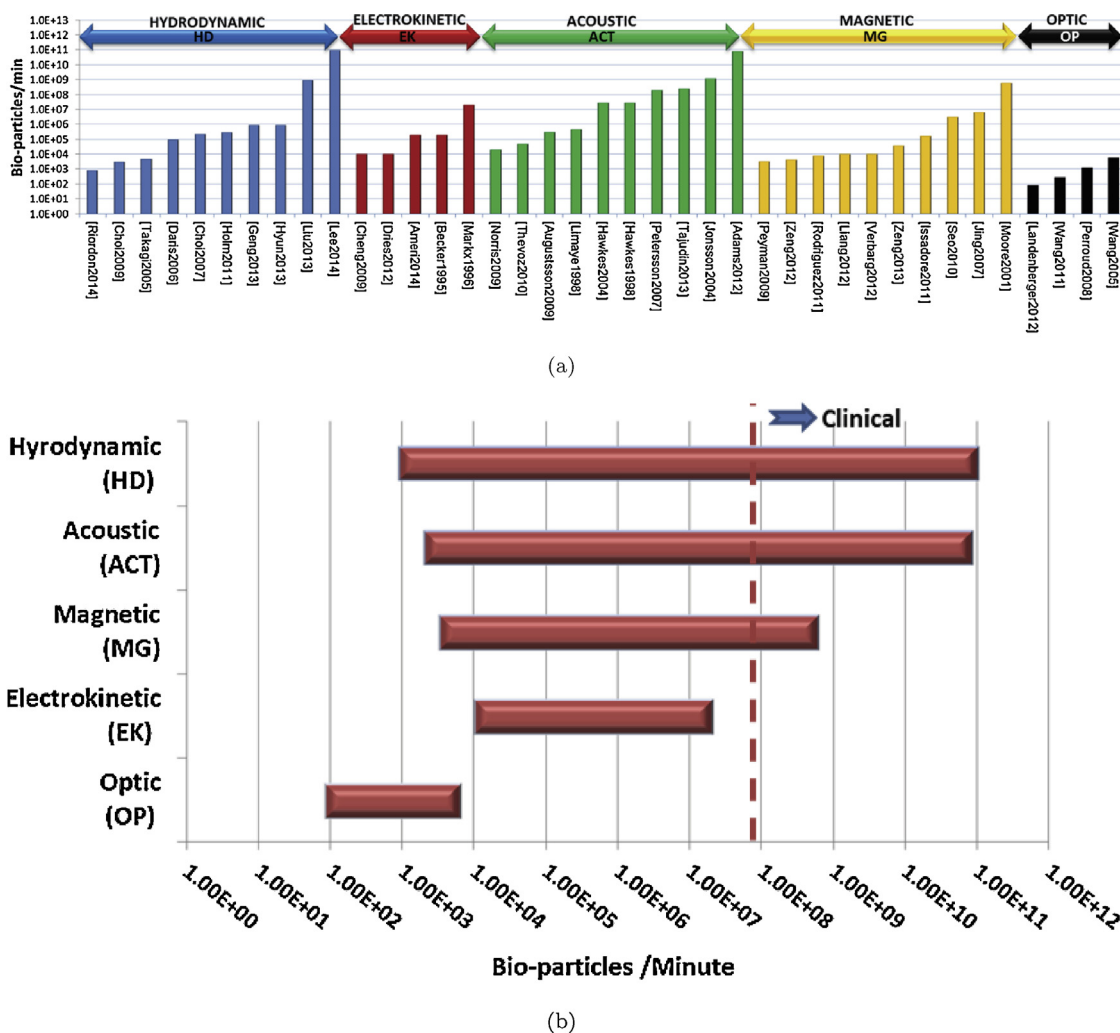 HYDRODYNAMIC ELECTROKINETIC ACOUSTIC MAGNETIC OPTIC
HD EK ACT MG OP
Bio-particles/min
1.0E+13
1.0E+12
1.0E+11
1.0E+10
1.0E+09
1.0E+08
1.0E+07
1.0E+06
1.0E+05
1.0E+04
1.0E+03
1.0E+02
1.0E+01
1.0E+00
[Riordon2014]
[Choi2009]
[Takagi2005]
[Daris2006]
[Choi2007]
[Holm2011]
[Geng2013]
[Hyun2013]
[Liu2013]
[Lee2014]
[Cheng2009]
[Dries2012]
[Ameri2014]
[Becker1995]
[Markx1996]
[Norris2009]
[Thevoz2010]
[Augustsson2009]
[Limaye1998]
[Hawkes2004]
[Hawkes1998]
[Petersson2007]
[Tajudin2013]
[Jonsson2004]
[Adams2012]
[Peyman2009]
[Zeng2012]
[Rodriguez2011]
[Liang2012]
[Verbarg2012]
[Zeng2013]
[Issadore2011]
[Seo2010]
[Jing2007]
[Moore2001]
[Landenberger2012]
[Wang2011]
[Perroud2008]
[Wang2005]
(a)
Clinical
Hyrodynamic
(HD)
Acoustic
(ACT)
Magnetic
(MG)
Electrokinetic
(EK)
Optic
(OP)
1.00E+00
1.00E+01
1.00E+02
1.00E+03
1.00E+04
1.00E+05
1.00E+06
1.00E+07
1.00E+08
1.00E+09
1.00E+10
1.00E+11
1.00E+12
Bio-particles /Minute
(b)